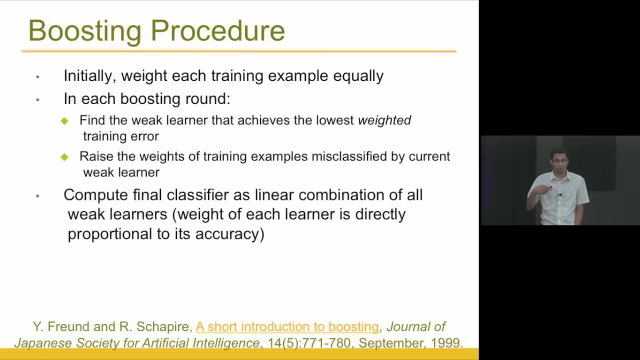 Boosting Procedure
• Initially, weight each training example equally
• In each boosting round:
◆ Find the weak learner that achieves the lowest weighted
training error
◆ Raise the weights of training examples misclassified by current
weak learner
• Compute final classifier as linear combination of all
weak learners (weight of each learner is directly
proportional to its accuracy)
Y. Freund and R. Schapire, A short introduction to boosting, Journal of
Japanese Society for Artificial Intelligence, 14(5):771-780, September, 1999.